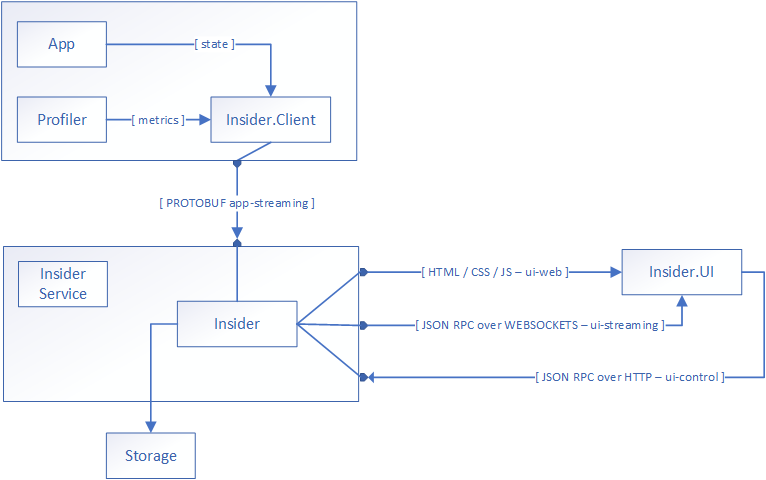 App
[ state ]
Profiler
[ metrics ]
Insider.Client
[ PROTOBUF app-streaming ]
Insider
Service
[ HTML / CSS / JS – ui-web ]
Insider.UI
Insider
[ JSON RPC over WEBSOCKETS – ui-streaming ]
[ JSON RPC over HTTP – ui-control ]
Storage